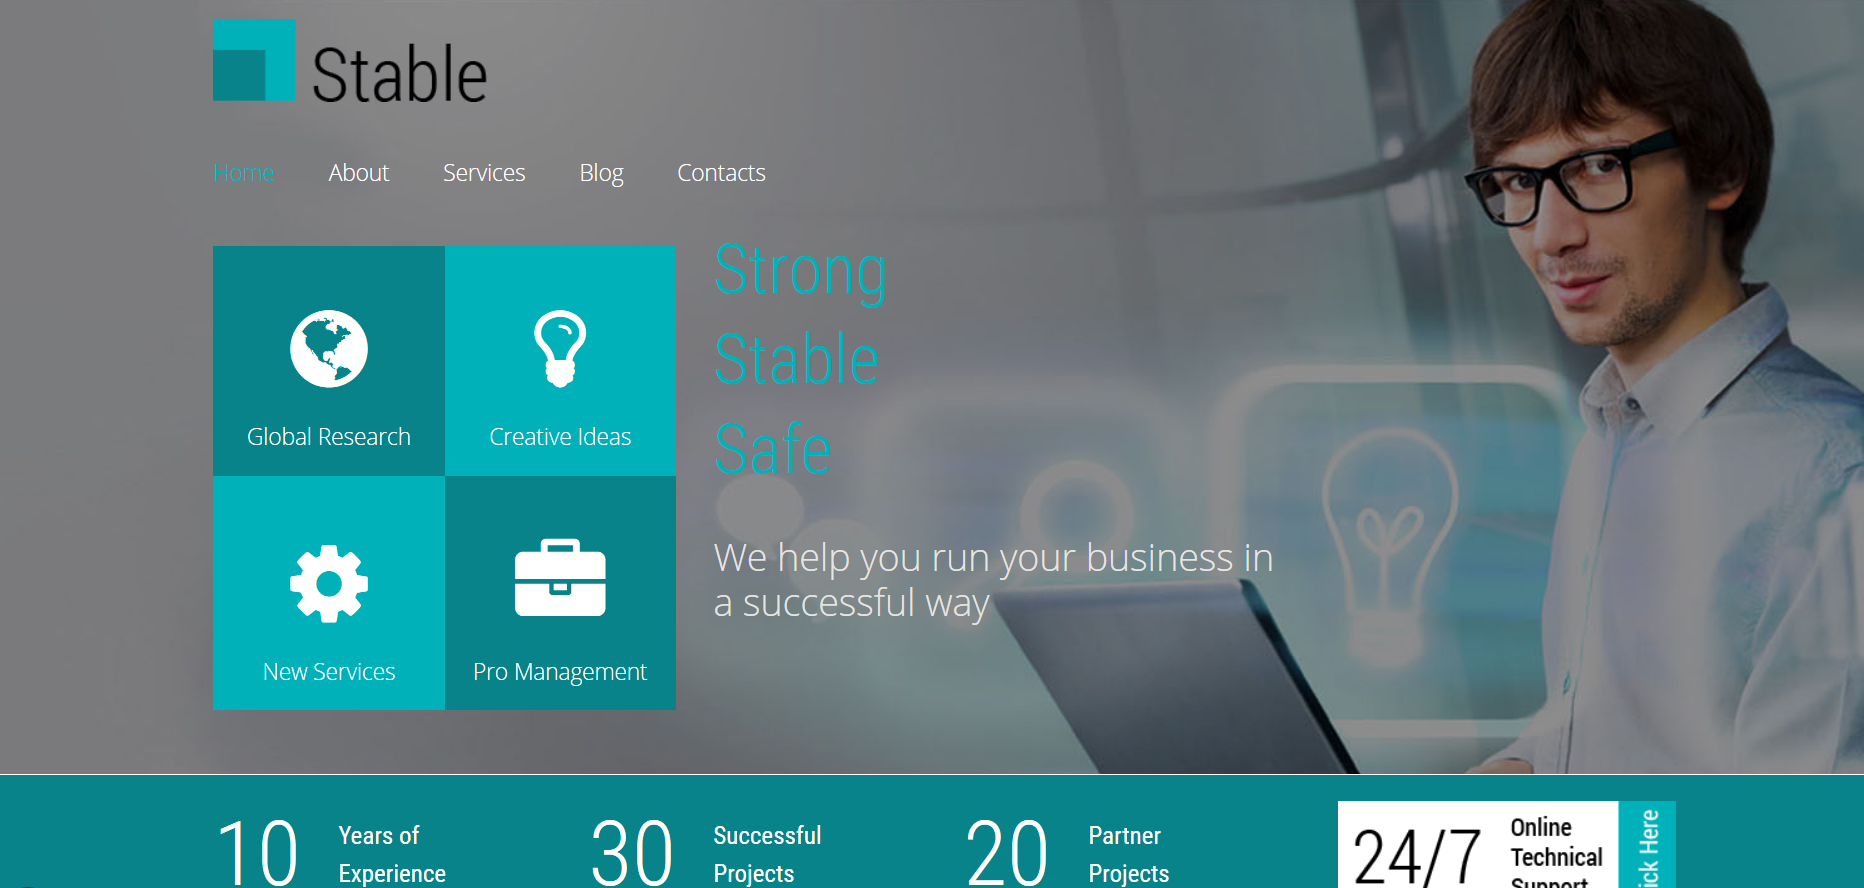 Stable
Home About Services Blog Contacts
Global Research
Creative Ideas
New Services
Pro Management
Strong
Stable
Safe
We help you run your business in
a successful way
10
Years of
Experience
30
Successful
Projects
20
Partner
Projects
24/7
Online
Technical
Support
Here